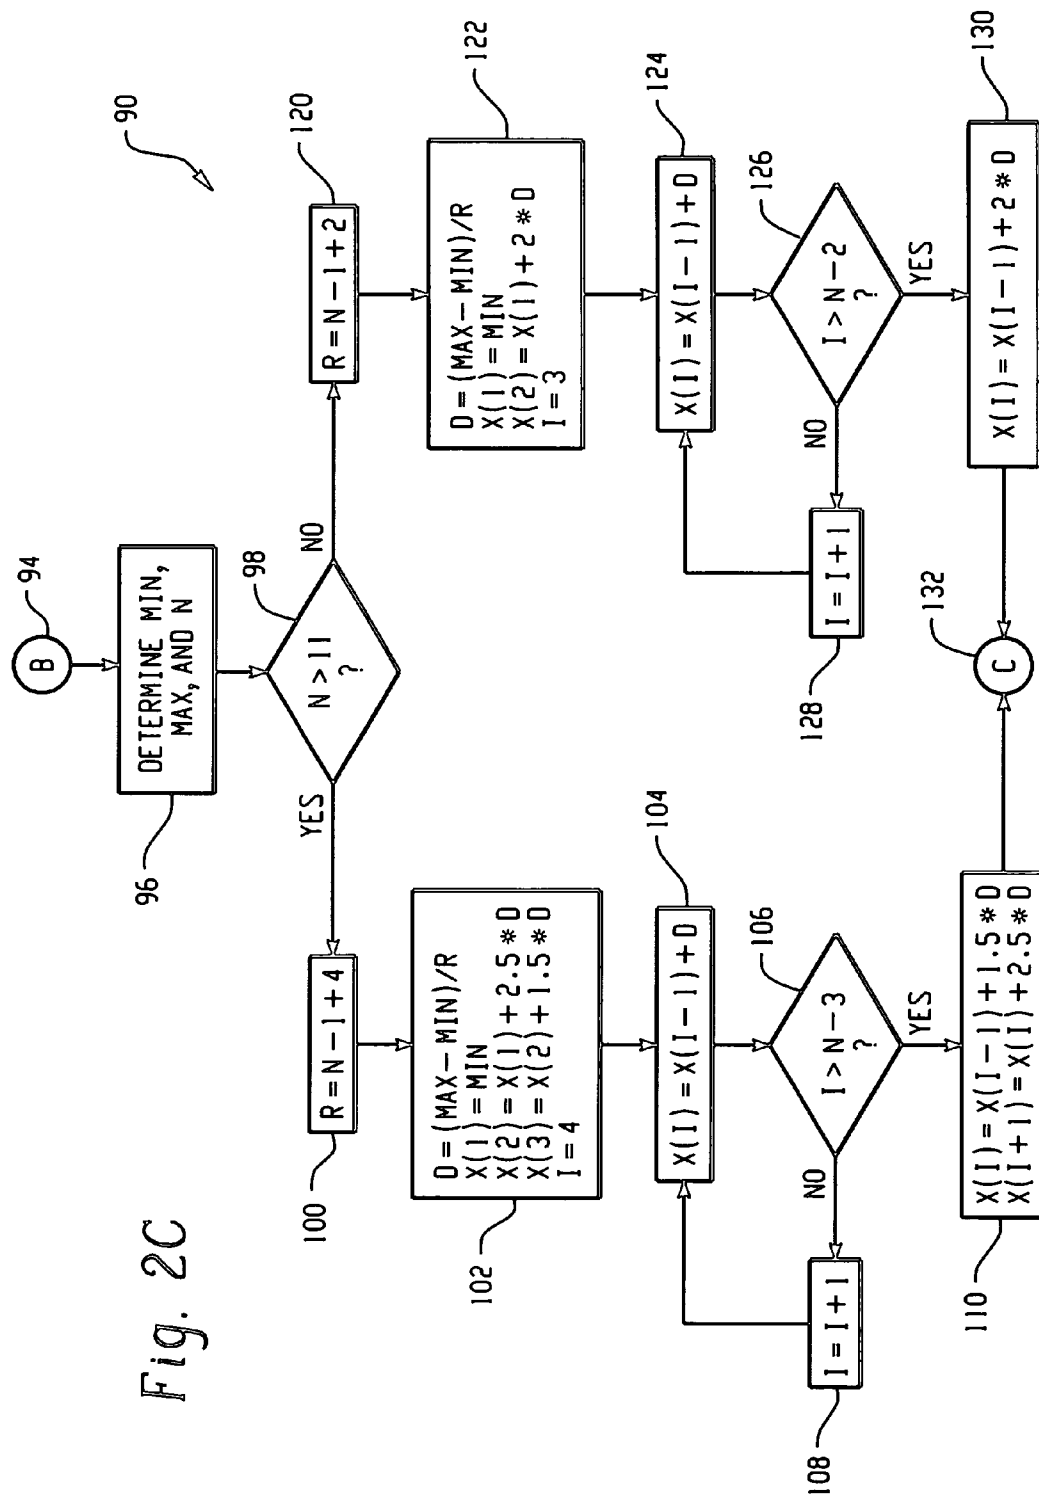 Fig. 2C
90
B
94
DETERMINE MIN,
MAX, AND N
96
N > 11
?
98
YES
NO
R = N - 1 + 4
100
D = (MAX - MIN)/R
X(1) = MIN
X(2) = X(1) + 2.5 * D
X(3) = X(2) + 1.5 * D
I = 4
102
X(I) = X(I - 1) + D
104
I > N - 3
?
106
NO
YES
I = I + 1
108
X(I) = X(I - 1) + 1.5 * D
X(I + 1) = X(I) + 2.5 * D
110
R = N - 1 + 2
120
D = (MAX - MIN)/R
X(1) = MIN
X(2) = X(1) + 2 * D
I = 3
122
X(I) = X(I - 1) + D
124
I > N - 2
?
126
NO
YES
I = I + 1
128
X(I) = X(I - 1) + 2 * D
130
C
132